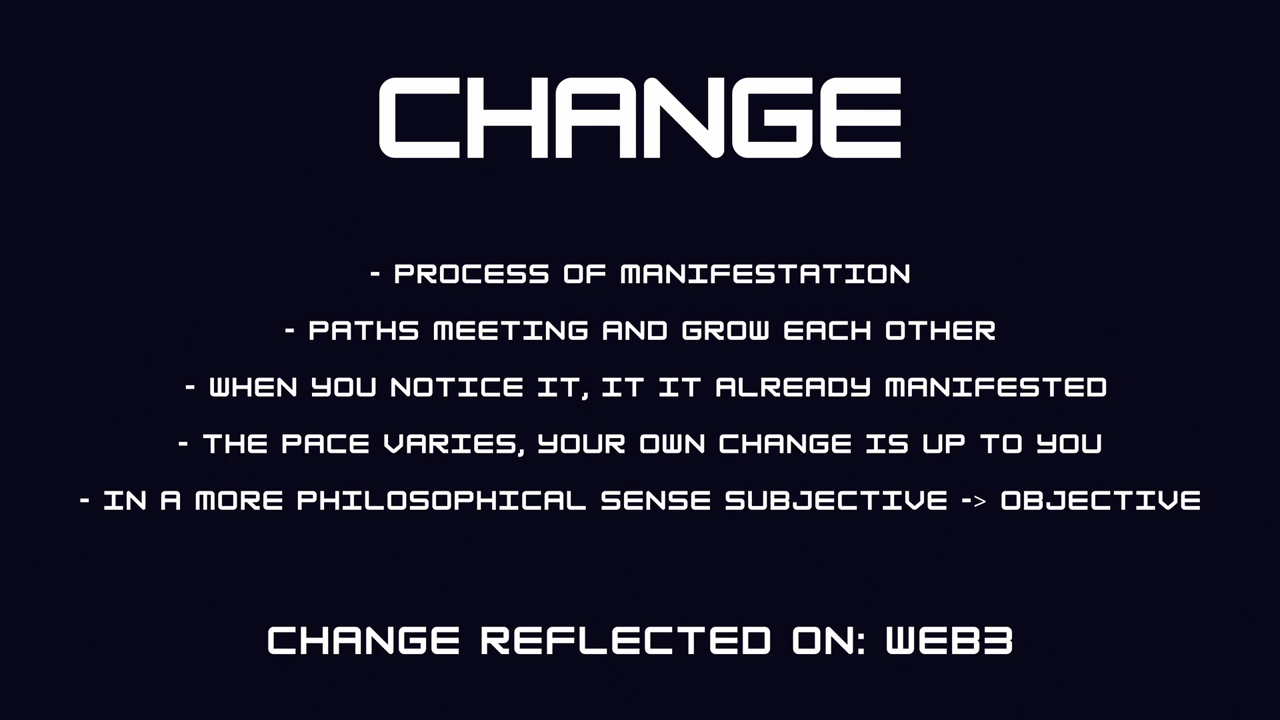 CHANGE
- PROCESS OF MANIFESTATION
- PATHS MEETING AND GROW EACH OTHER
- WHEN YOU NOTICE IT, IT IT ALREADY MANIFESTED
- THE PACE VARIES, YOUR OWN CHANGE IS UP TO YOU
- IN A MORE PHILOSOPHICAL SENSE SUBJECTIVE -> OBJECTIVE
CHANGE REFLECTED ON: WEB3